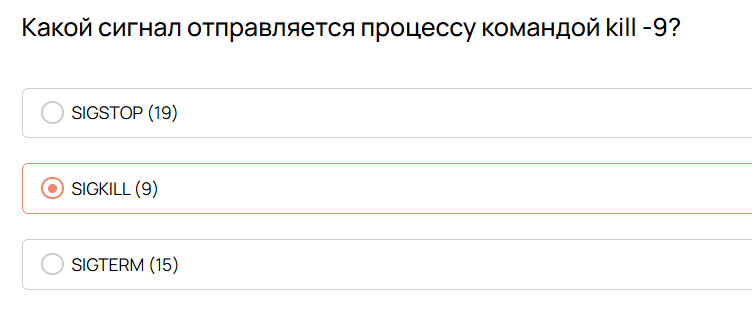 Какой сигнал отправляется процессу командой kill -9?
SIGSTOP (19)
SIGKILL (9)
SIGTERM (15)